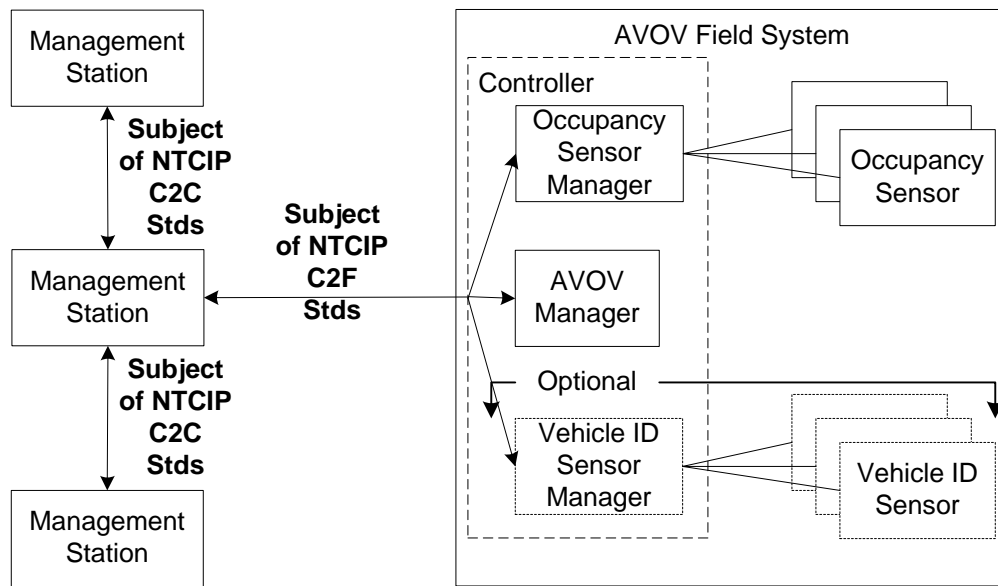 Management
Station
Subject
of NTCIP
C2C
Stds
Management
Station
Subject
of NTCIP
C2C
Stds
Management
Station
Subject
of NTCIP
C2F
Stds
AVOV Field System
Controller
Occupancy
Sensor
Manager
Occupancy
Sensor
AVOV
Manager
Optional
Vehicle ID
Sensor
Manager
Vehicle ID
Sensor